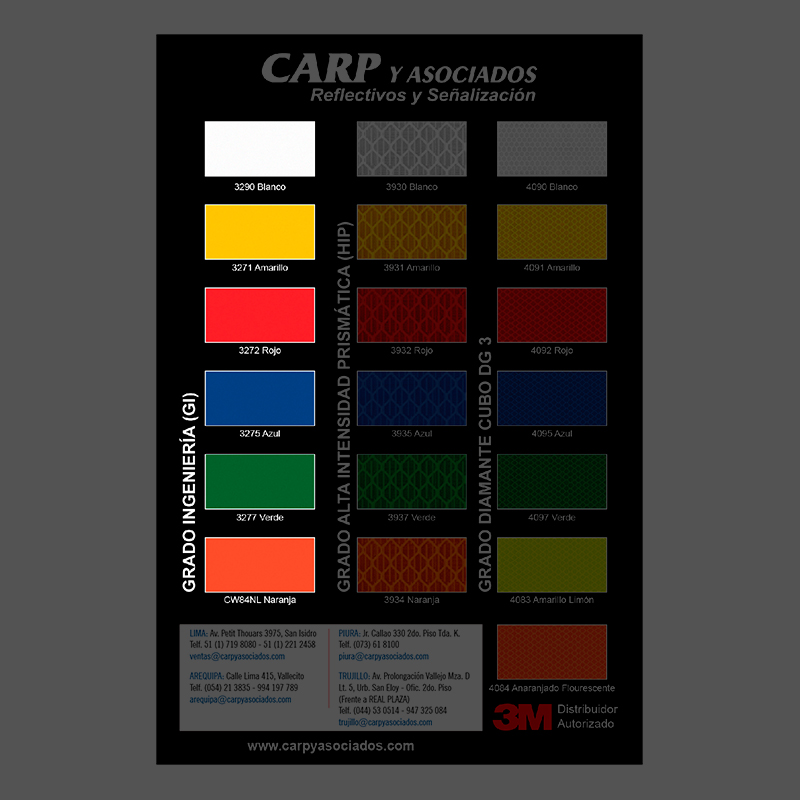 CARP Y ASOCIADOS
Reflectivos y Señalización
GRADO INGENIERÍA (GI)
3290 Blanco
3271 Amarillo
3272 Rojo
3275 Azul
3277 Verde
CW84NL Naranja
GRADO ALTA INTENSIDAD PRISMÁTICA (HIP)
3930 Blanco
3931 Amarillo
3932 Rojo
3935 Azul
3937 Verde
3934 Naranja
GRADO DIAMANTE CUBO DG 3
4090 Blanco
4091 Amarillo
4092 Rojo
4095 Azul
4097 Verde
4083 Amarillo Limón
4084 Anaranjado Flourescente
LIMA: Av. Petit Thouars 3975, San Isidro
Telf. 51 (1) 719 8080 - 51 (1) 221 2458
ventas@carpyasociados.com
AREQUIPA: Calle Lima 415, Vallecito
Telf. (054) 21 3835 - 994 197 789
arequipa@carpyasociados.com
PIURA: Jr. Callao 330 2do. Piso Tda. K.
Telf. (073) 61 8100
piura@carpyasociados.com
TRUJILLO: Av. Prolongación Vallejo Mza. D
Lt. 5, Urb. San Eloy - Ofic. 2do. Piso
(Frente a REAL PLAZA)
Telf. (044) 53 0514 - 947 325 084
trujillo@carpyasociados.com
3M Distribuidor
Autorizado
www.carpyasociados.com